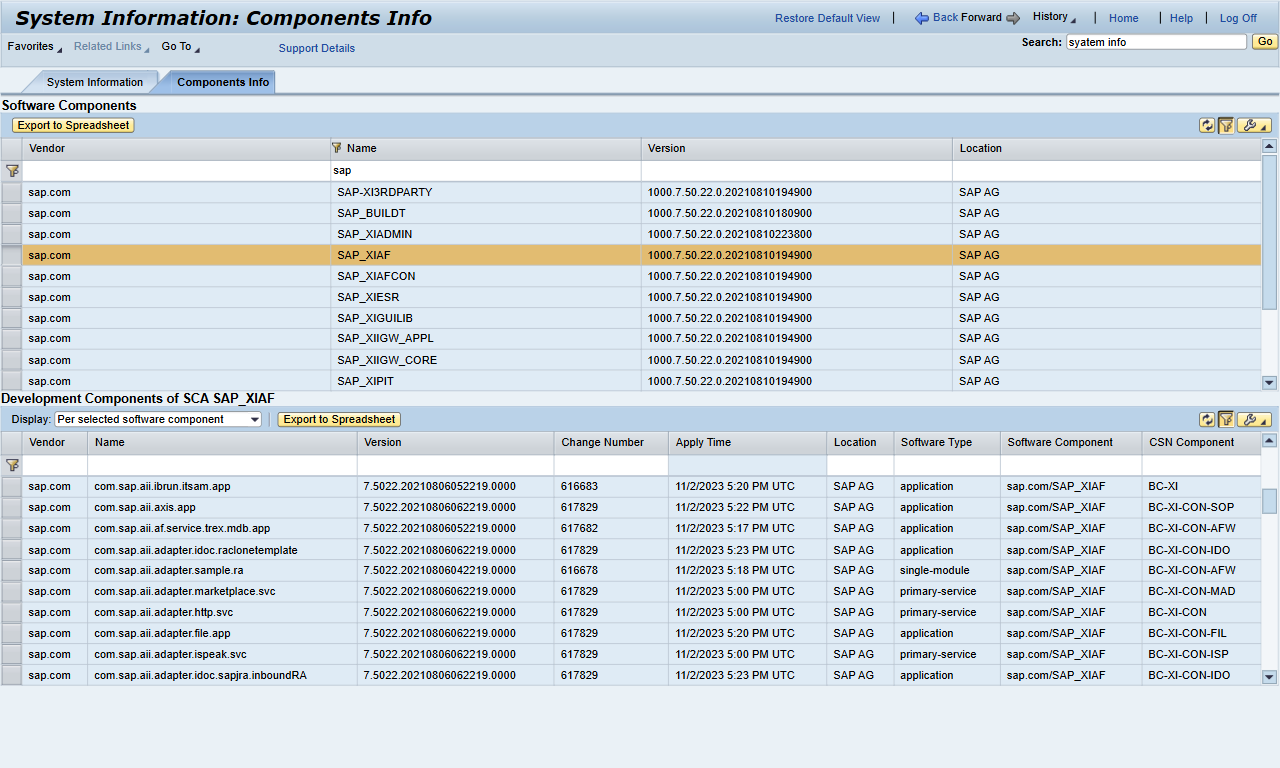 System Information: Components Info
Restore Default View | Back Forward History | Home | Help | Log Off
Favorites Related Links Go To Support Details Search: syatem info Go
System Information Components Info
Software Components
Export to Spreadsheet
Vendor Name Version Location
sap
sap.com SAP-XI3RDPARTY 1000.7.50.22.0.20210810194900 SAP AG
sap.com SAP_BUILDT 1000.7.50.22.0.20210810180900 SAP AG
sap.com SAP_XIADMIN 1000.7.50.22.0.20210810223800 SAP AG
sap.com SAP_XIAF 1000.7.50.22.0.20210810194900 SAP AG
sap.com SAP_XIAFCON 1000.7.50.22.0.20210810194900 SAP AG
sap.com SAP_XIESR 1000.7.50.22.0.20210810194900 SAP AG
sap.com SAP_XIGUILIB 1000.7.50.22.0.20210810194900 SAP AG
sap.com SAP_XIIGW_APPL 1000.7.50.22.0.20210810194900 SAP AG
sap.com SAP_XIIGW_CORE 1000.7.50.22.0.20210810194900 SAP AG
sap.com SAP_XIPIT 1000.7.50.22.0.20210810194900 SAP AG
Development Components of SCA SAP_XIAF
Display: Per selected software component Export to Spreadsheet
Vendor Name Version Change Number Apply Time Location Software Type Software Component CSN Component
sap.com com.sap.aii.ibrun.itsam.app 7.5022.20210806052219.0000 616683 11/2/2023 5:20 PM UTC SAP AG application sap.com/SAP_XIAF BC-XI
sap.com com.sap.aii.axis.app 7.5022.20210806062219.0000 617829 11/2/2023 5:22 PM UTC SAP AG application sap.com/SAP_XIAF BC-XI-CON-SOP
sap.com com.sap.aii.af.service.trex.mdb.app 7.5022.20210806052219.0000 617682 11/2/2023 5:17 PM UTC SAP AG application sap.com/SAP_XIAF BC-XI-CON-AFW
sap.com com.sap.aii.adapter.idoc.raclonetemplate 7.5022.20210806062219.0000 617829 11/2/2023 5:23 PM UTC SAP AG application sap.com/SAP_XIAF BC-XI-CON-IDO
sap.com com.sap.aii.adapter.sample.ra 7.5022.20210806042219.0000 616678 11/2/2023 5:18 PM UTC SAP AG single-module sap.com/SAP_XIAF BC-XI-CON-AFW
sap.com com.sap.aii.adapter.marketplace.svc 7.5022.20210806062219.0000 617829 11/2/2023 5:00 PM UTC SAP AG primary-service sap.com/SAP_XIAF BC-XI-CON-MAD
sap.com com.sap.aii.adapter.http.svc 7.5022.20210806062219.0000 617829 11/2/2023 5:00 PM UTC SAP AG primary-service sap.com/SAP_XIAF BC-XI-CON
sap.com com.sap.aii.adapter.file.app 7.5022.20210806062219.0000 617829 11/2/2023 5:20 PM UTC SAP AG application sap.com/SAP_XIAF BC-XI-CON-FIL
sap.com com.sap.aii.adapter.ispeak.svc 7.5022.20210806062219.0000 617829 11/2/2023 5:00 PM UTC SAP AG primary-service sap.com/SAP_XIAF BC-XI-CON-ISP
sap.com com.sap.aii.adapter.idoc.sapjra.inboundRA 7.5022.20210806062219.0000 617829 11/2/2023 5:23 PM UTC SAP AG application sap.com/SAP_XIAF BC-XI-CON-IDO